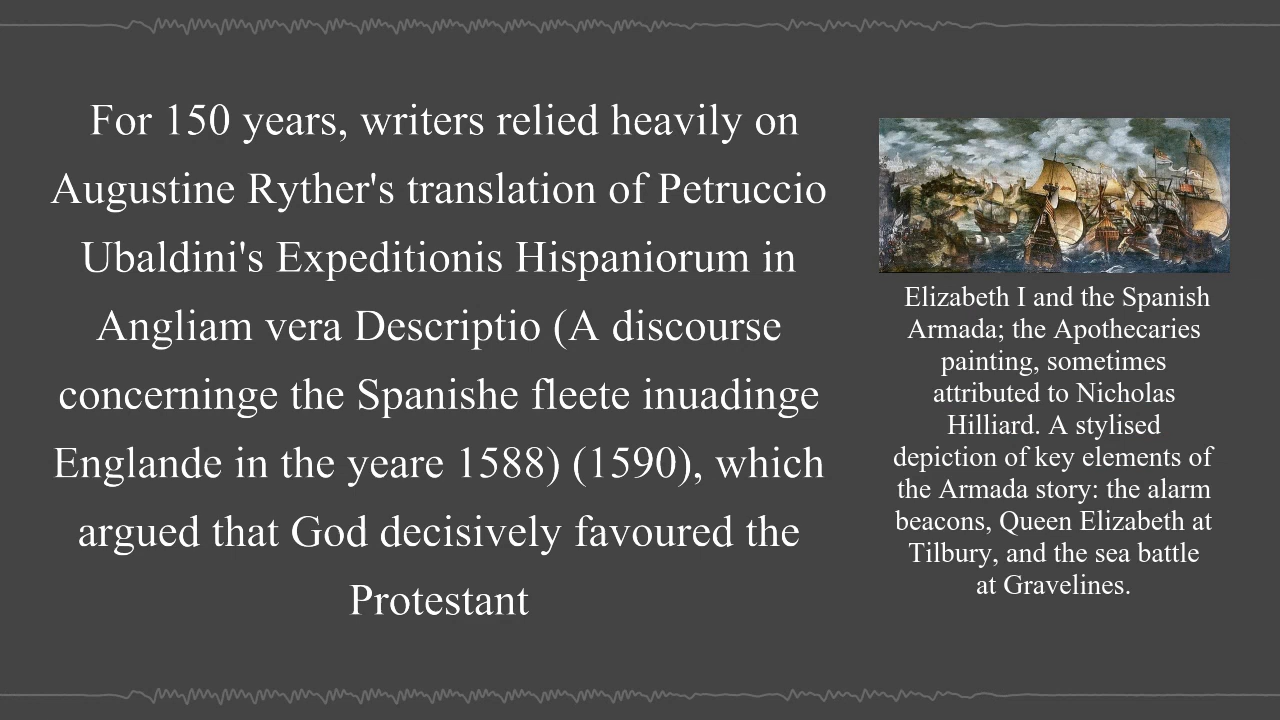 For 150 years, writers relied heavily on
Augustine Ryther's translation of Petruccio
Ubaldini's Expeditionis Hispaniorum in
Angliam vera Descriptio (A discourse
concerninge the Spanishe fleete inuadinge
Englande in the yeare 1588) (1590), which
argued that God decisively favoured the
Protestant
Elizabeth I and the Spanish
Armada; the Apothecaries
painting, sometimes
attributed to Nicholas
Hilliard. A stylised
depiction of key elements of
the Armada story: the alarm
beacons, Queen Elizabeth at
Tilbury, and the sea battle
at Gravelines.